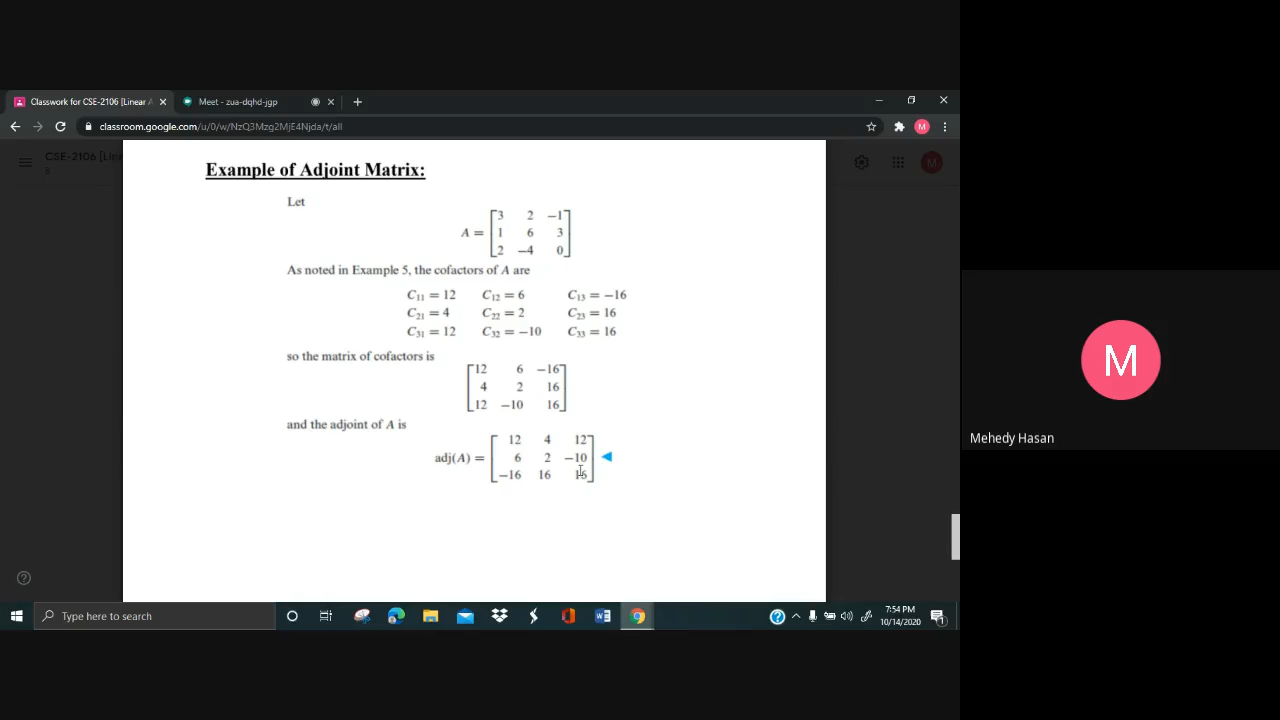 Classwork for CSE-2106 [Linear A
Meet - zua-dqhd-jgp
classroom.google.com/u/0/w/NzQ3Mzg2MjE4Njda/t/all
CSE-2106 [Lin
B
M
Example of Adjoint Matrix:
Let
A = [3 2 −1
1 6 3
2 −4 0]
As noted in Example 5, the cofactors of A are
C11 = 12 C12 = 6 C13 = −16
C21 = 4 C22 = 2 C23 = 16
C31 = 12 C32 = −10 C33 = 16
so the matrix of cofactors is
[12 6 −16
4 2 16
12 −10 16]
and the adjoint of A is
adj(A) = [12 4 12
6 2 −10
−16 16 16]
M
Mehedy Hasan
Type here to search
7:54 PM
10/14/2020